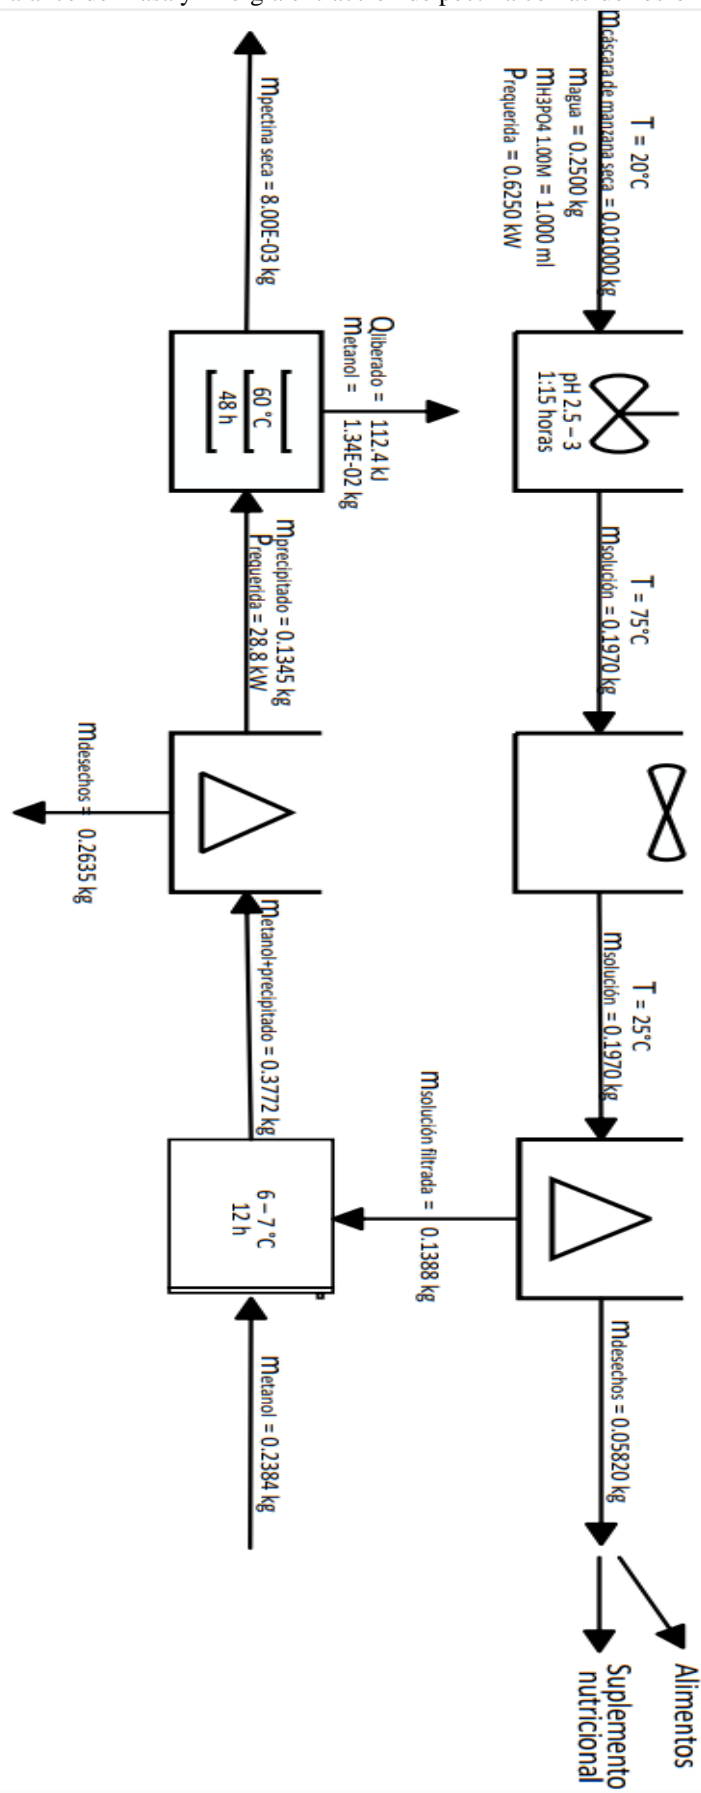 T = 20°C
mcáscara de manzana seca = 0.01000 kg
magua = 0.2500 kg
mH3PO4 1.00M = 1.000 ml
Prequerida = 0.6250 kW
pH 2.5 – 3
1:15 horas
T = 75°C
msolución = 0.1970 kg
T = 25°C
msolución = 0.1970 kg
mdesechos = 0.05820 kg
Alimentos
Suplemento
nutricional
msolución filtrada = 0.1388 kg
metanol = 0.2384 kg
6 – 7 °C
12 h
metanol+precipitado = 0.3772 kg
mdesechos = 0.2635 kg
mprecipitado = 0.1345 kg
Prequerida = 28.8 kW
Qliberado = 112.4 kJ
metanol = 1.34E-02 kg
60 °C
48 h
mpectina seca = 8.00E-03 kg